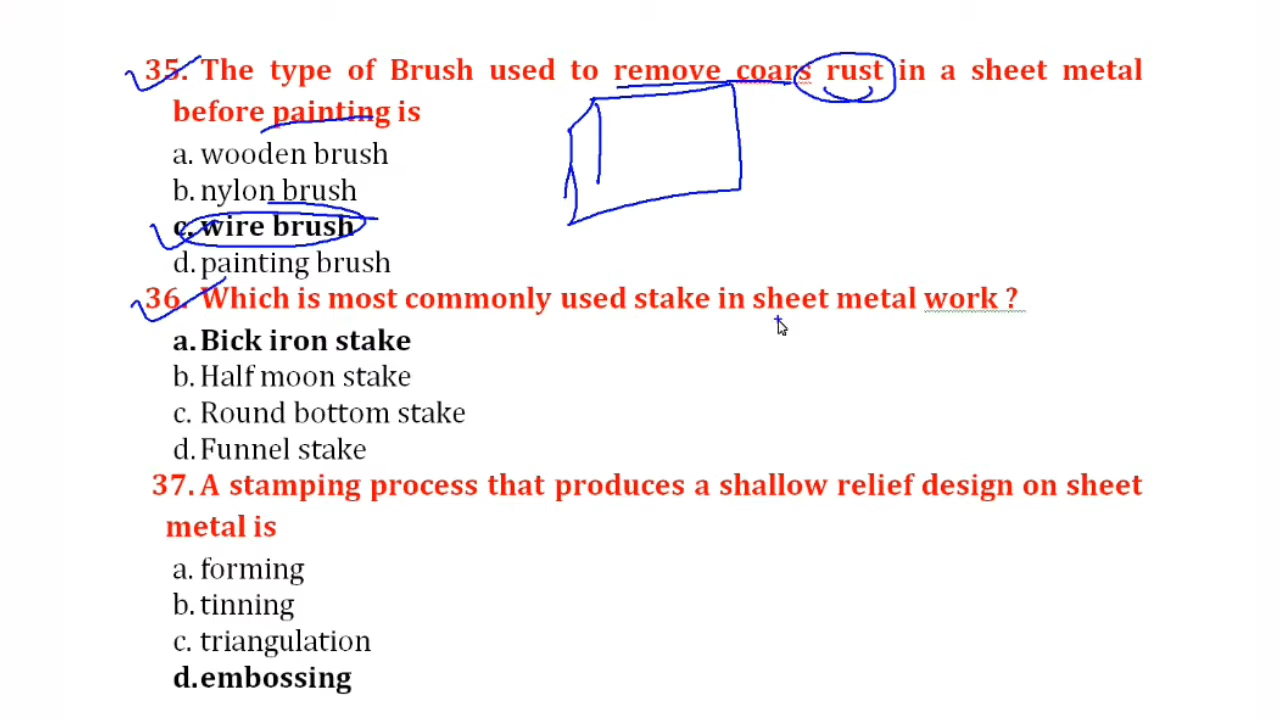 35. The type of Brush used to remove coars rust in a sheet metal
before painting is
a. wooden brush
b. nylon brush
c. wire brush
d. painting brush
36. Which is most commonly used stake in sheet metal work ?
a. Bick iron stake
b. Half moon stake
c. Round bottom stake
d. Funnel stake
37. A stamping process that produces a shallow relief design on sheet
metal is
a. forming
b. tinning
c. triangulation
d. embossing